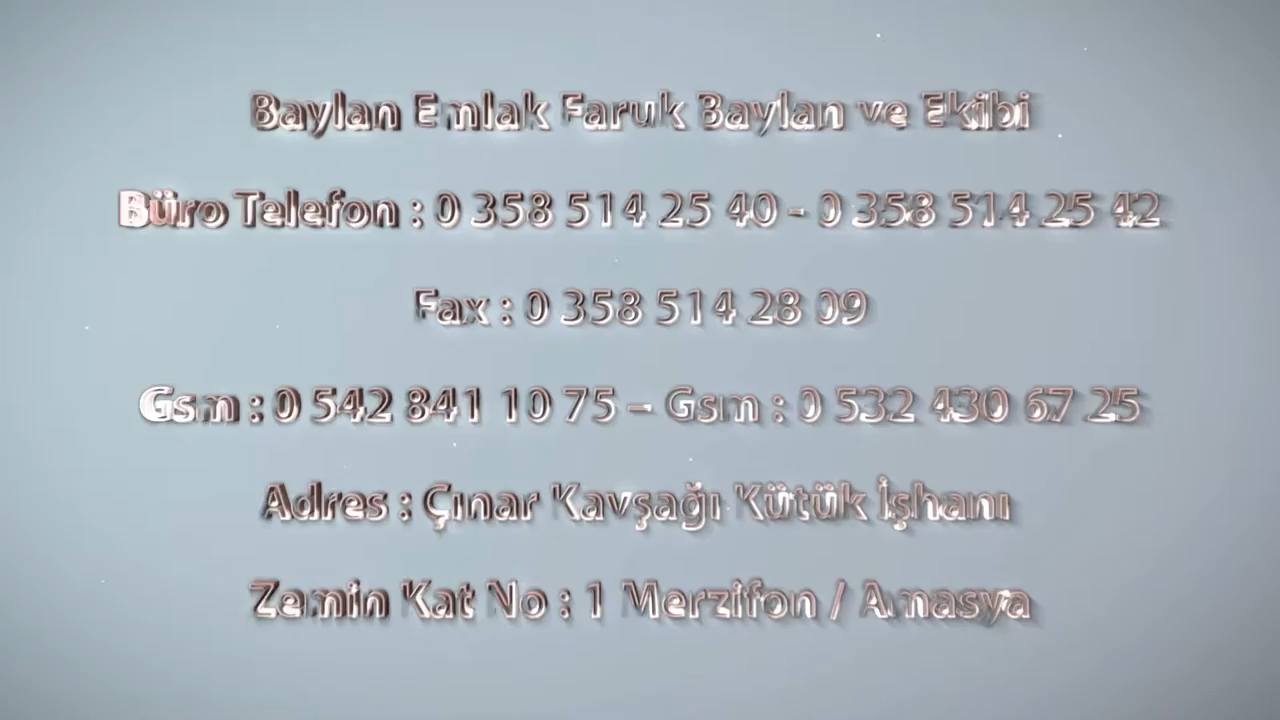 Baylan Emlak Faruk Baylan ve Ekibi
Büro Telefon : 0 358 514 25 40 - 0 358 514 25 42
Fax : 0 358 514 28 09
Gsm : 0 542 841 10 75 – Gsm : 0 532 430 67 25
Adres : Çınar Kavşağı Kütük İşhanı
Zemin Kat No : 1 Merzifon / Amasya